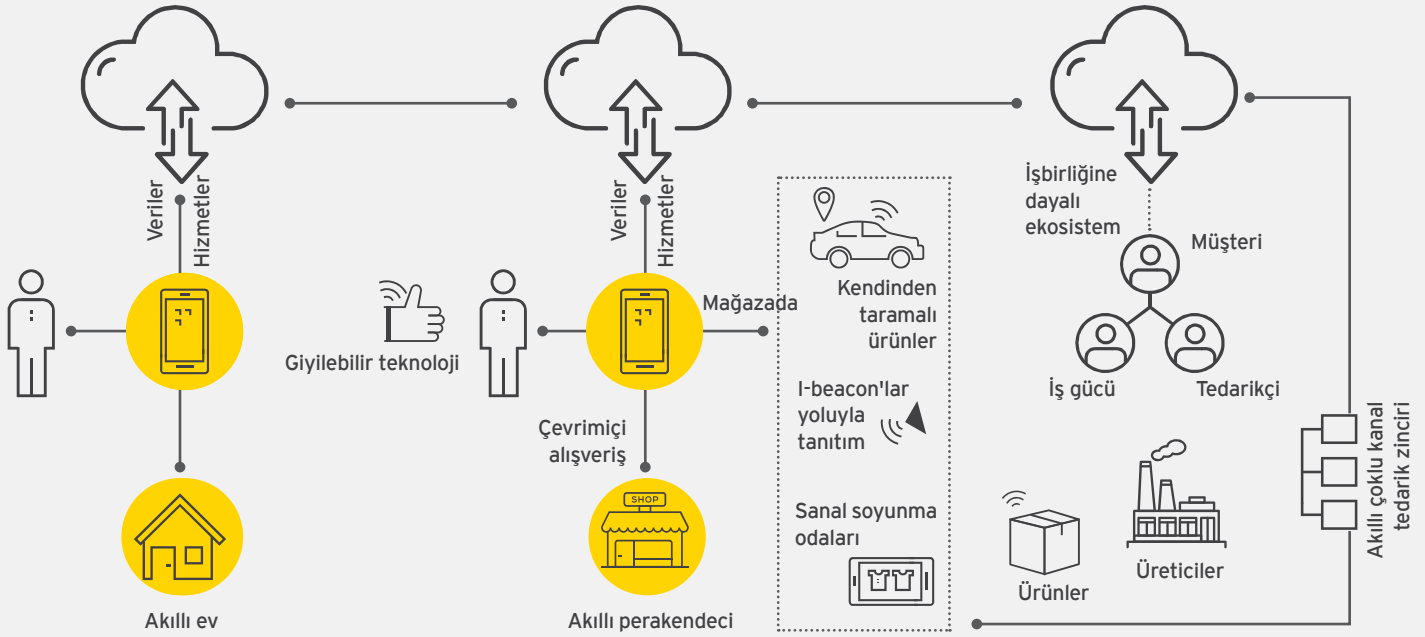 Veriler
Hizmetler
Giyilebilir teknoloji
Akıllı ev
Veriler
Hizmetler
Mağazada
Çevrimiçi
alışveriş
SHOP
Akıllı perakendeci
Kendinden
taramalı
ürünler
I-beacon'lar
yoluyla
tanıtım
Sanal soyunma
odaları
İşbirliğine
dayalı
ekosistem
Müşteri
İş gücü
Tedarikçi
Ürünler
Üreticiler
Akıllı çoklu kanal
tedarik zinciri